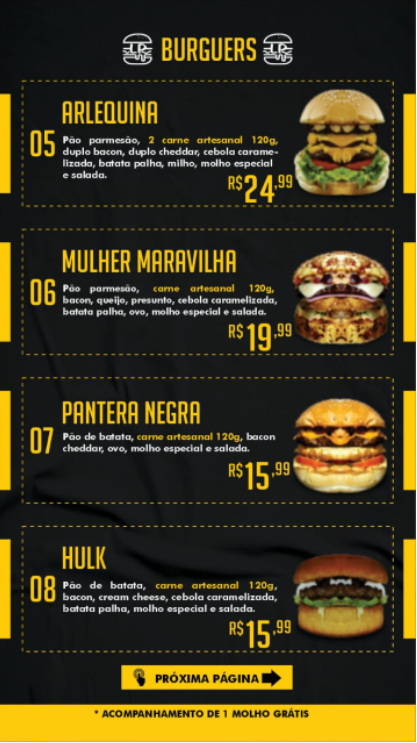 BURGUERS
ARLEQUINA
05
Pão parmesão, 2 carne artesanal 120g,
duplo bacon, duplo cheddar, cebola carame-
lizada, batata palha, milho, molho especial
e salada.
R$24,99
MULHER MARAVILHA
06
Pão parmesão, carne artesanal 120g,
bacon, queijo, presunto, cebola caramelizada,
batata palha, ovo, molho especial e salada.
R$19,99
PANTERA NEGRA
07
Pão de batata, carne artesanal 120g, bacon
cheddar, ovo, molho especial e salada.
R$15,99
HULK
08
Pão de batata, carne artesanal 120g,
bacon, cream cheese, cebola caramelizada,
batata palha, molho especial e salada.
R$15,99
PRÓXIMA PÁGINA
* ACOMPANHAMENTO DE 1 MOLHO GRÁTIS